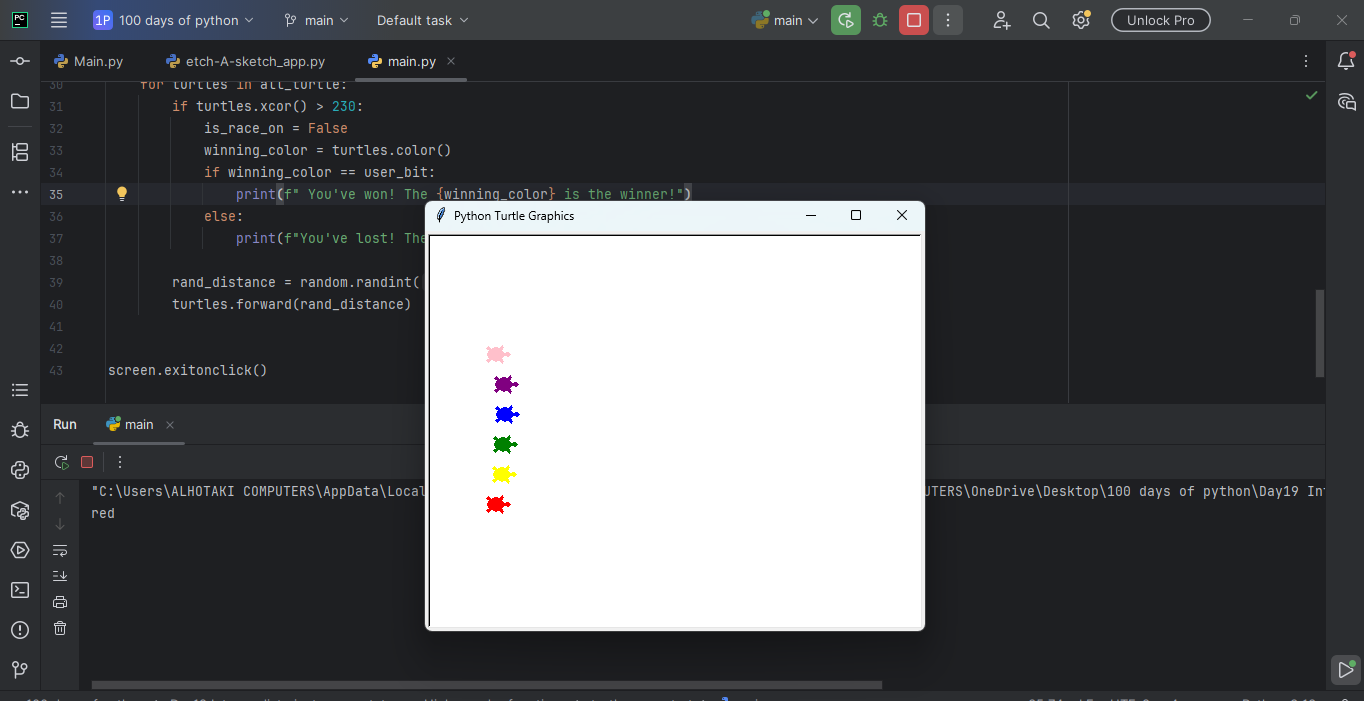 PC 1P 100 days of python main Default task main Unlock Pro
Main.py etch-A-sketch_app.py main.py
30 for turtles in all_turtle:
31 if turtles.xcor() > 230:
32 is_race_on = False
33 winning_color = turtles.color()
34 if winning_color == user_bit:
35 print(f" You've won! The {winning_color} is the winner!")
36 else:
37 print(f"You've lost! The
38
39 rand_distance = random.randint(
40 turtles.forward(rand_distance)
41
42
43 screen.exitonclick()
Python Turtle Graphics
Run main
"C:\Users\ALHOTAKI COMPUTERS\AppData\Local UTERS\OneDrive\Desktop\100 days of python\Day19 Int
red